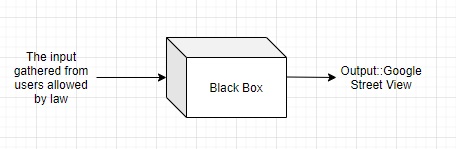 The input
gathered from
users allowed
by law
Black Box
Output::Google
Street View